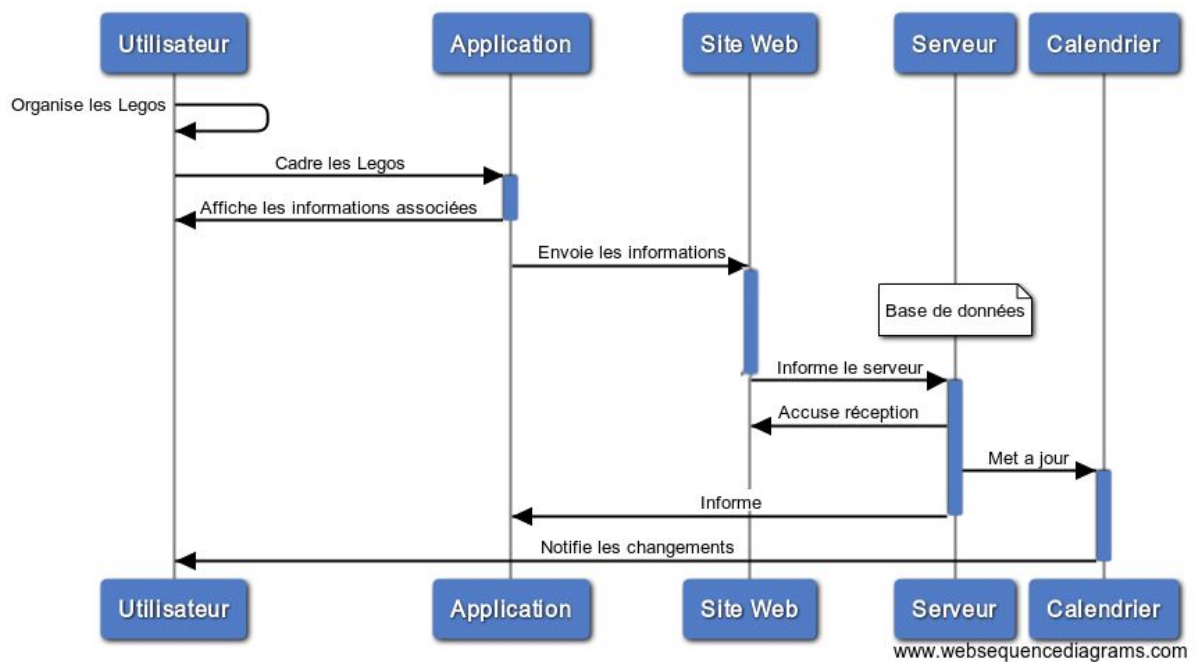 Utilisateur
Application
Site Web
Serveur
Calendrier
Organise les Legos
Cadre les Legos
Affiche les informations associées
Envoie les informations
Base de données
Informe le serveur
Accuse réception
Met a jour
Informe
Notifie les changements
Utilisateur
Application
Site Web
Serveur
Calendrier
www.websequencediagrams.com